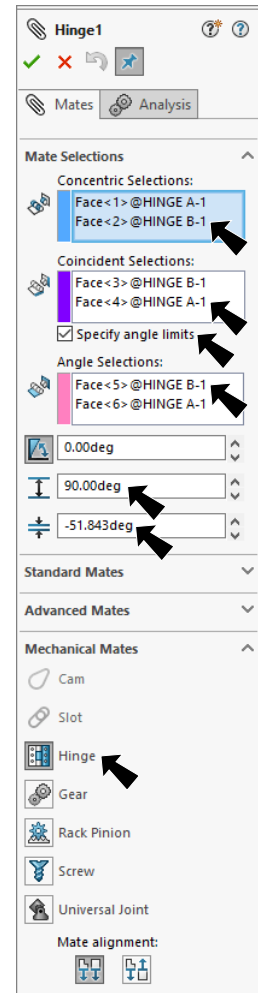 Hinge1
Mates
Analysis
Mate Selections
Concentric Selections:
Face<1>@HINGE A-1
Face<2>@HINGE B-1
Coincident Selections:
Face<3>@HINGE B-1
Face<4>@HINGE A-1
Specify angle limits
Angle Selections:
Face<5>@HINGE B-1
Face<6>@HINGE A-1
0.00deg
90.00deg
-51.843deg
Standard Mates
Advanced Mates
Mechanical Mates
Cam
Slot
Hinge
Gear
Rack Pinion
Screw
Universal Joint
Mate alignment: